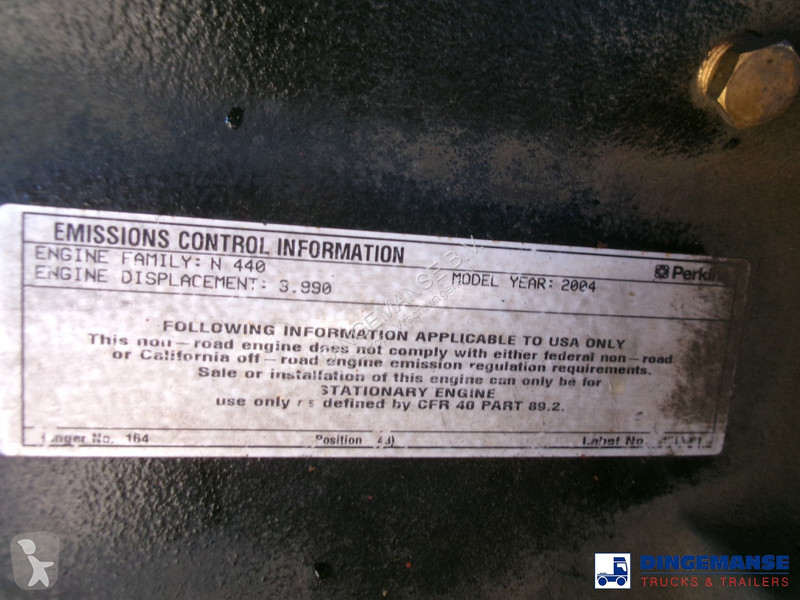 EMISSIONS CONTROL INFORMATION
ENGINE FAMILY: N 440
ENGINE DISPLACEMENT: 3.990
MODEL YEAR: 2004
FOLLOWING INFORMATION APPLICABLE TO USA ONLY
This non-road engine does not comply with either federal non-road
or California off-road engine emission regulation requirements.
Sale or installation of this engine can only be for
STATIONARY ENGINE
use only as defined by CFR 40 PART 89.2.
No. 164
Position
Label No
DINGEMANSE
TRUCKS & TRAILERS